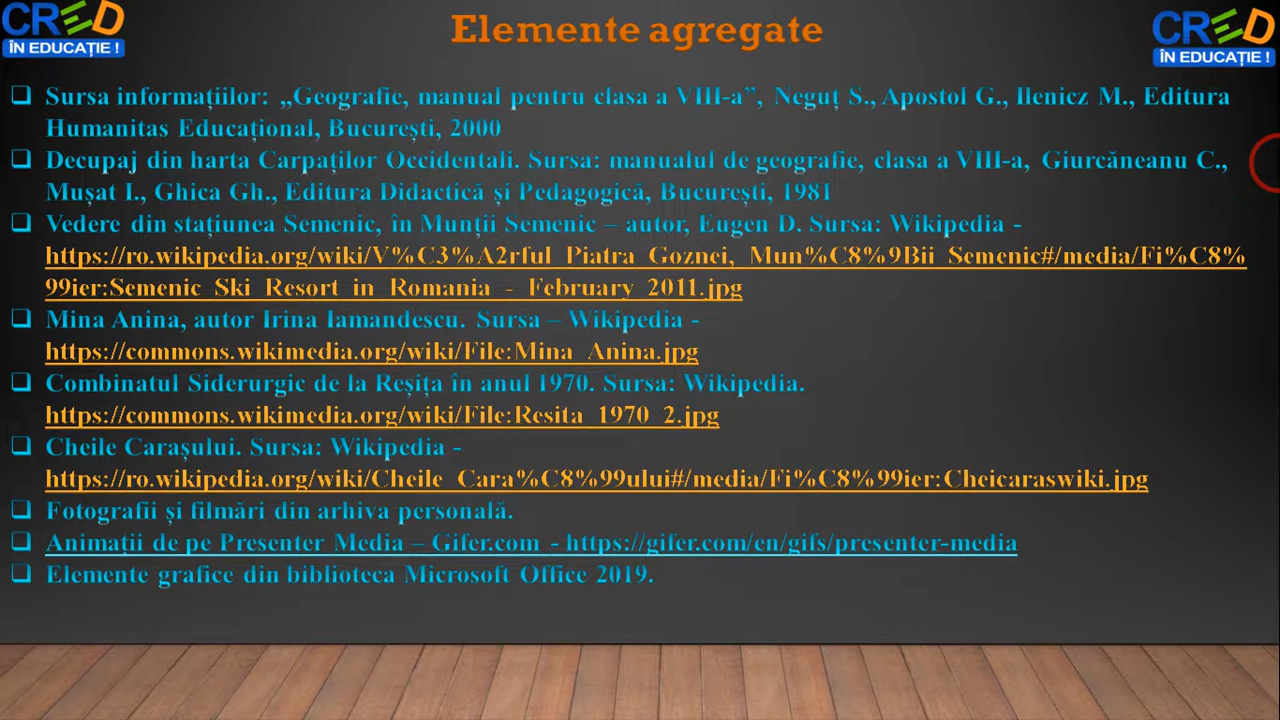 CRED
ÎN EDUCAȚIE !
Elemente agregate
CRED
ÎN EDUCAȚIE !
❑ Sursa informațiilor: „Geografie, manual pentru clasa a VIII-a”, Neguț S., Apostol G., Ilenicz M., Editura
Humanitas Educațional, București, 2000
❑ Decupaj din harta Carpaților Occidentali. Sursa: manualul de geografie, clasa a VIII-a, Giurcăneanu C.,
Mușat I., Ghica Gh., Editura Didactică și Pedagogică, București, 1981
❑ Vedere din stațiunea Semenic, în Munții Semenic – autor, Eugen D. Sursa: Wikipedia -
https://ro.wikipedia.org/wiki/V%C3%A2rful_Piatra_Goznei,_Mun%C8%9Bii_Semenic#/media/Fi%C8%
99ier:Semenic_Ski_Resort_in_Romania_-_February_2011.jpg
❑ Mina Anina, autor Irina Iamandescu. Sursa – Wikipedia -
https://commons.wikimedia.org/wiki/File:Mina_Anina.jpg
❑ Combinatul Siderurgic de la Reșița în anul 1970. Sursa: Wikipedia.
https://commons.wikimedia.org/wiki/File:Resita_1970_2.jpg
❑ Cheile Carașului. Sursa: Wikipedia -
https://ro.wikipedia.org/wiki/Cheile_Cara%C8%99ului#/media/Fi%C8%99ier:Cheicaraswiki.jpg
❑ Fotografii și filmări din arhiva personală.
❑ Animații de pe Presenter Media – Gifer.com - https://gifer.com/en/gifs/presenter-media
❑ Elemente grafice din biblioteca Microsoft Office 2019.